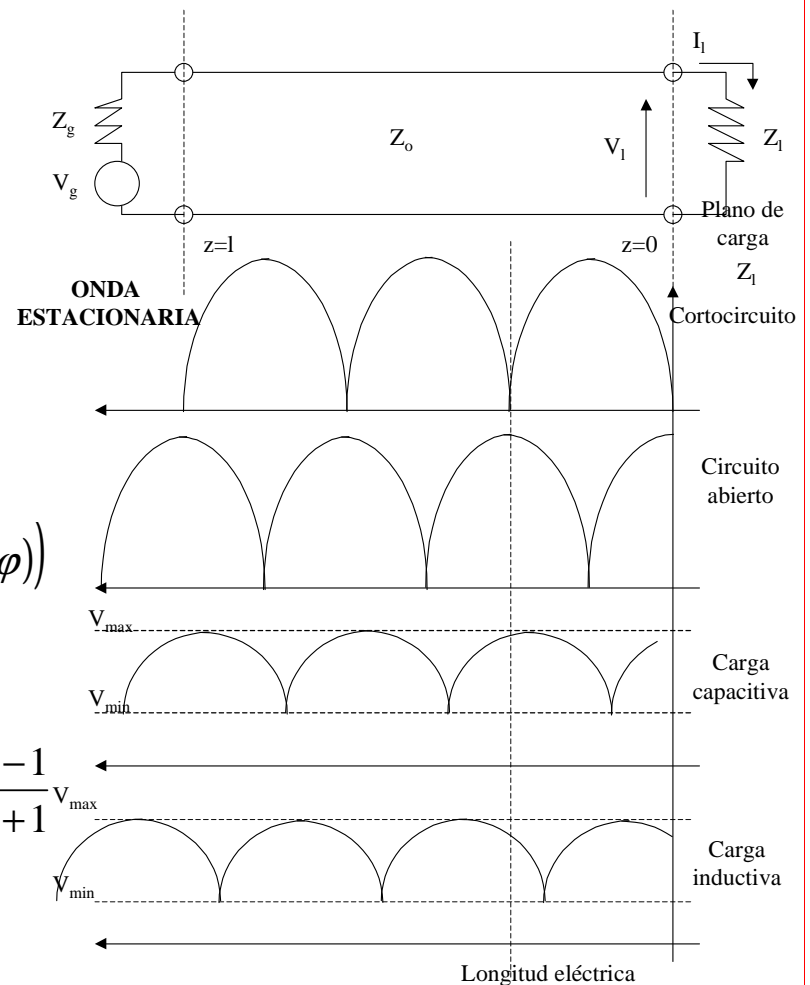 I_l
Z_g
Z_o
V_l
Z_l
V_g
Plano de
carga
z=l
z=0
Z_l
ONDA
ESTACIONARIA
Cortocircuito
Circuito
abierto
φ))
V_max
Carga
capacitiva
V_min
−1
+1
V_max
Carga
inductiva
V_min
Longitud eléctrica